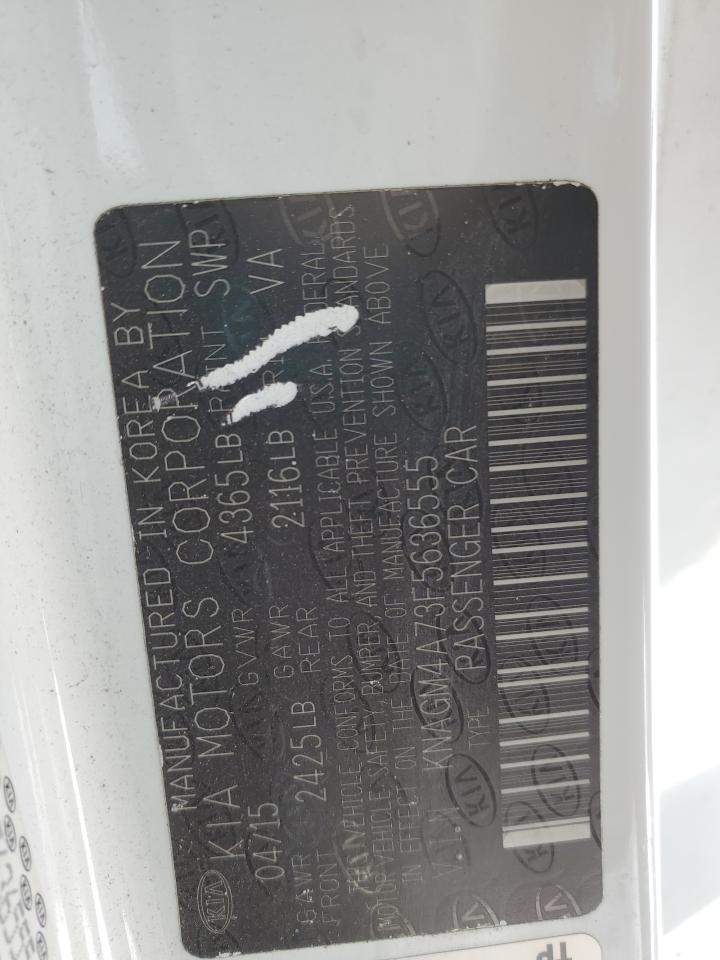 MANUFACTURED IN KOREA BY
KIA KIA MOTORS CORPORATION
04/15 GVWR 4365LB PAINT SWP
GAWR FRONT 2425LB GAWR REAR 2116LB VA
THIS VEHICLE CONFORMS TO ALL APPLICABLE U.S.A. FEDERAL
MOTOR VEHICLE SAFETY, BUMPER, AND THEFT PREVENTION STANDARDS
IN EFFECT ON THE DATE OF MANUFACTURE SHOWN ABOVE
V.I.N KNAGM4A73F5636555
TYPE PASSENGER CAR